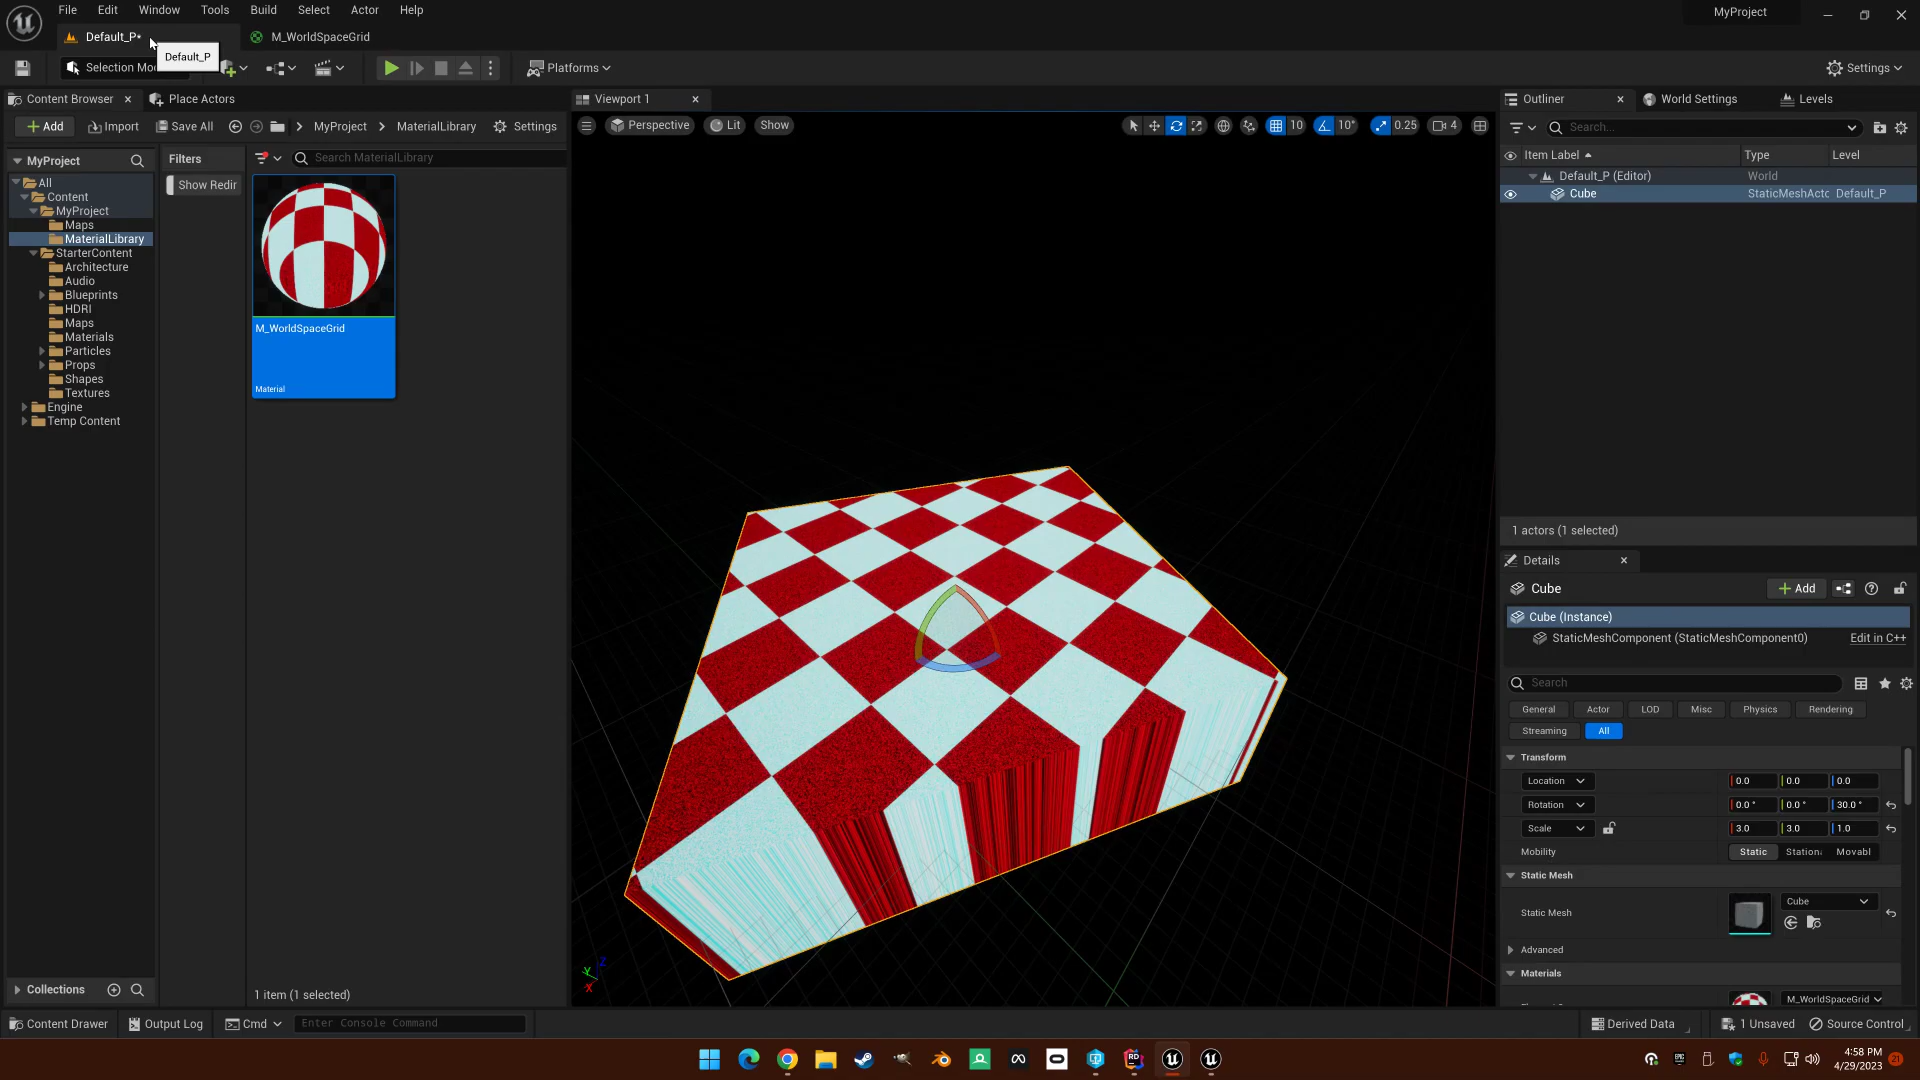 File Edit Window Tools Build Select Actor Help
MyProject
Default_P*
M_WorldSpaceGrid
Default_P
Selection Mo
Platforms
Settings
Content Browser
Place Actors
Viewport 1
Outliner
World Settings
Levels
Add
Import
Save All
MyProject
MaterialLibrary
Settings
Perspective
Lit
Show
10
10°
0.25
4
Search...
MyProject
Filters
Search MaterialLibrary
Item Label
Type
Level
All
Show Redir
Default_P (Editor)
World
Content
Cube
StaticMeshActo
Default_P
MyProject
Maps
MaterialLibrary
StarterContent
Architecture
Audio
Blueprints
HDRI
Maps
Materials
Particles
Props
Shapes
Textures
Engine
Temp Content
M_WorldSpaceGrid
Material
1 actors (1 selected)
Details
Cube
Add
Cube (Instance)
StaticMeshComponent (StaticMeshComponent0)
Edit in C++
Search
General Actor LOD Misc Physics Rendering
Streaming All
Transform
Location 0.0 0.0 0.0
Rotation 0.0 ° 0.0 ° 30.0 °
Scale 3.0 3.0 1.0
Mobility Static Station Movabl
Static Mesh
Static Mesh
Cube
Advanced
Materials
M_WorldSpaceGrid
Z
Y
X
Collections
1 item (1 selected)
Content Drawer
Output Log
Cmd
Enter Console Command
Derived Data
1 Unsaved
Source Control
4:58 PM
4/29/2023
21